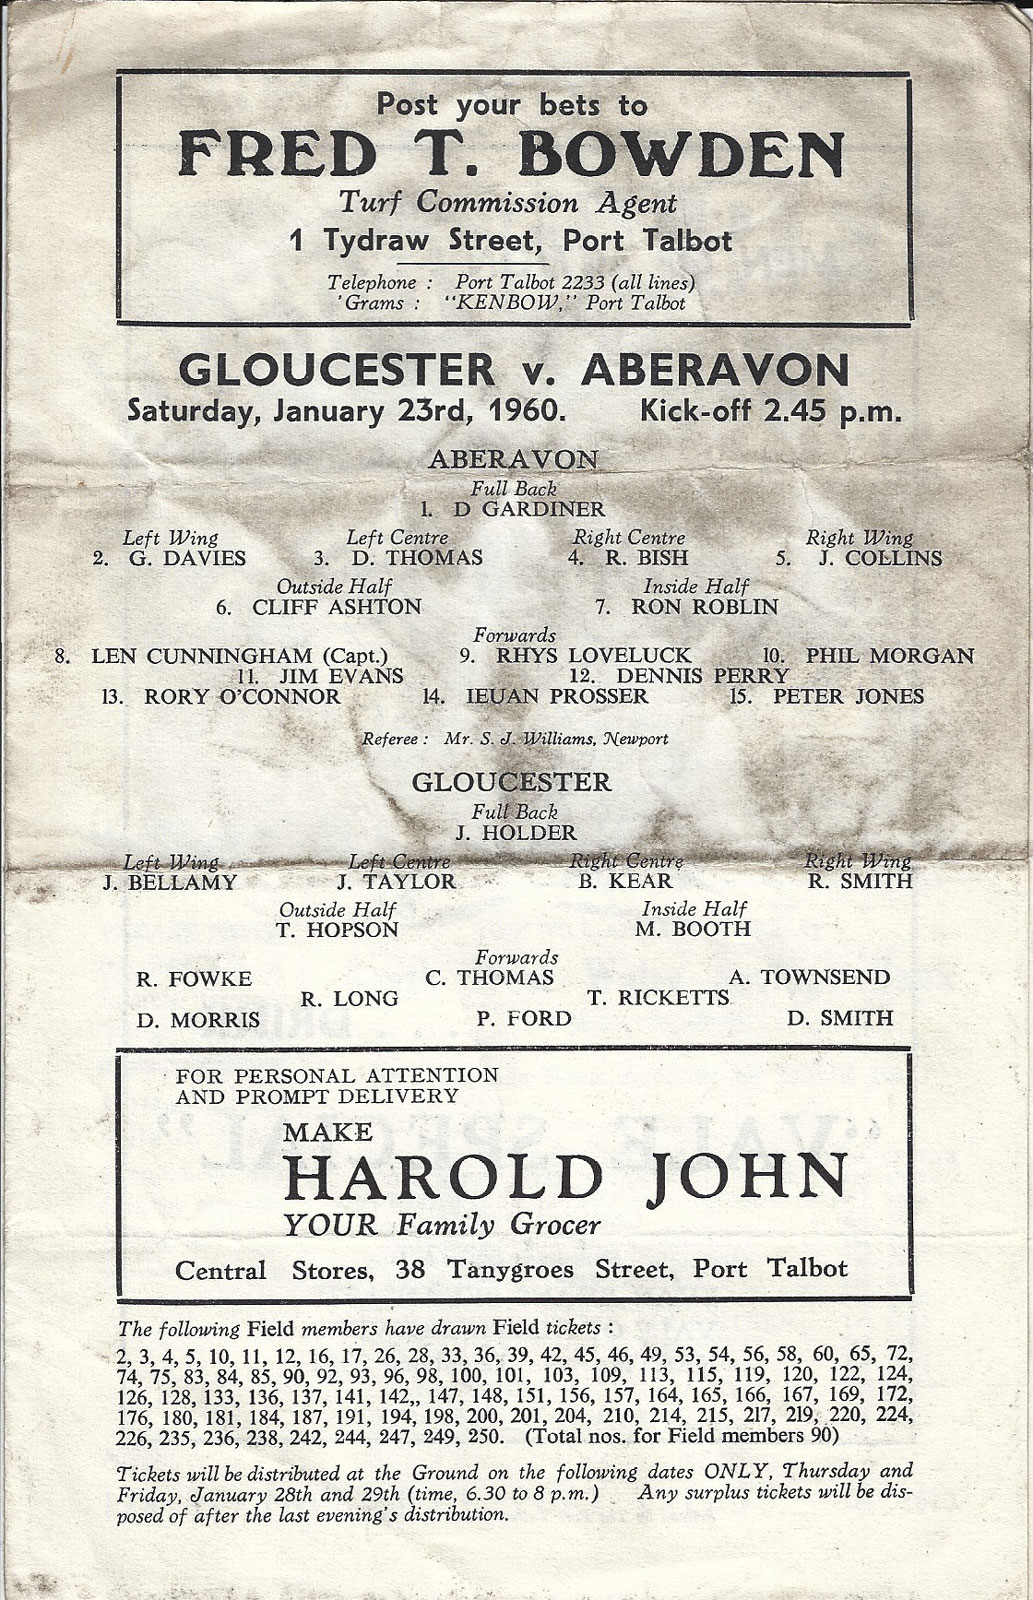 Post your bets to
FRED T. BOWDEN
Turf Commission Agent
1 Tydraw Street, Port Talbot
Telephone : Port Talbot 2233 (all lines)
'Grams : "KENBOW," Port Talbot
GLOUCESTER v. ABERAVON
Saturday, January 23rd, 1960. Kick-off 2.45 p.m.
ABERAVON
Full Back
1. D GARDINER
Left Wing Left Centre Right Centre Right Wing
2. G. DAVIES 3. D. THOMAS 4. R. BISH 5. J. COLLINS
Outside Half Inside Half
6. CLIFF ASHTON 7. RON ROBLIN
Forwards
8. LEN CUNNINGHAM (Capt.) 9. RHYS LOVELUCK 10. PHIL MORGAN
11. JIM EVANS 12. DENNIS PERRY
13. RORY O'CONNOR 14. IEUAN PROSSER 15. PETER JONES
Referee : Mr. S. J. Williams, Newport
GLOUCESTER
Full Back
J. HOLDER
Left Wing Left Centre Right Centre Right Wing
J. BELLAMY J. TAYLOR B. KEAR R. SMITH
Outside Half Inside Half
T. HOPSON M. BOOTH
Forwards
R. FOWKE C. THOMAS A. TOWNSEND
R. LONG T. RICKETTS
D. MORRIS P. FORD D. SMITH
FOR PERSONAL ATTENTION
AND PROMPT DELIVERY
MAKE
HAROLD JOHN
YOUR Family Grocer
Central Stores, 38 Tanygroes Street, Port Talbot
The following Field members have drawn Field tickets :
2, 3, 4, 5, 10, 11, 12, 16, 17, 26, 28, 33, 36, 39, 42, 45, 46, 49, 53, 54, 56, 58, 60, 65, 72,
74, 75, 83, 84, 85, 90, 92, 93, 96, 98, 100, 101, 103, 109, 113, 115, 119, 120, 122, 124,
126, 128, 133, 136, 137, 141, 142,, 147, 148, 151, 156, 157, 164, 165, 166, 167, 169, 172,
176, 180, 181, 184, 187, 191, 194, 198, 200, 201, 204, 210, 214, 215, 217, 219, 220, 224,
226, 235, 236, 238, 242, 244, 247, 249, 250. (Total nos. for Field members 90)
Tickets will be distributed at the Ground on the following dates ONLY, Thursday and
Friday, January 28th and 29th (time, 6.30 to 8 p.m.) Any surplus tickets will be dis-
posed of after the last evening's distribution.